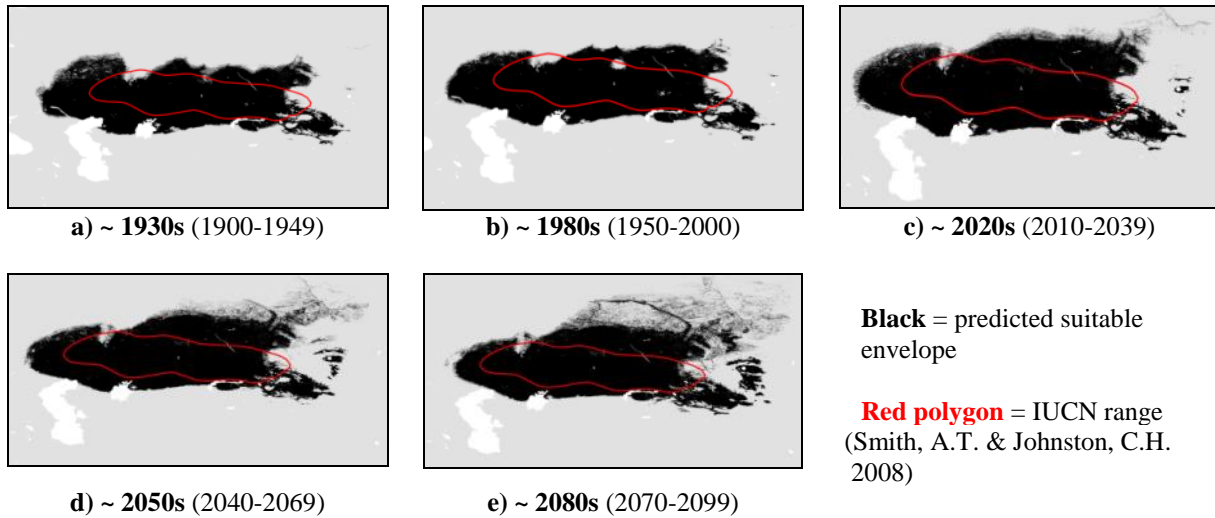 a) ~ 1930s (1900-1949)
b) ~ 1980s (1950-2000)
c) ~ 2020s (2010-2039)
d) ~ 2050s (2040-2069)
e) ~ 2080s (2070-2099)
Black = predicted suitable
envelope
Red polygon = IUCN range
(Smith, A.T. & Johnston, C.H.
2008)